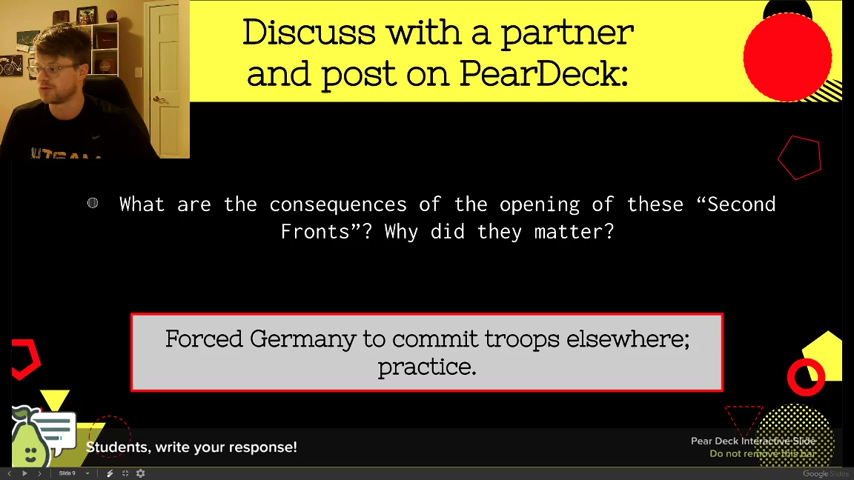 Discuss with a partner
and post on PearDeck:
What are the consequences of the opening of these “Second
Fronts”? Why did they matter?
Forced Germany to commit troops elsewhere;
practice.
Students, write your response!
Pear Deck Interactive Slide
Do not remove this bar
Slide 9
Google Slides